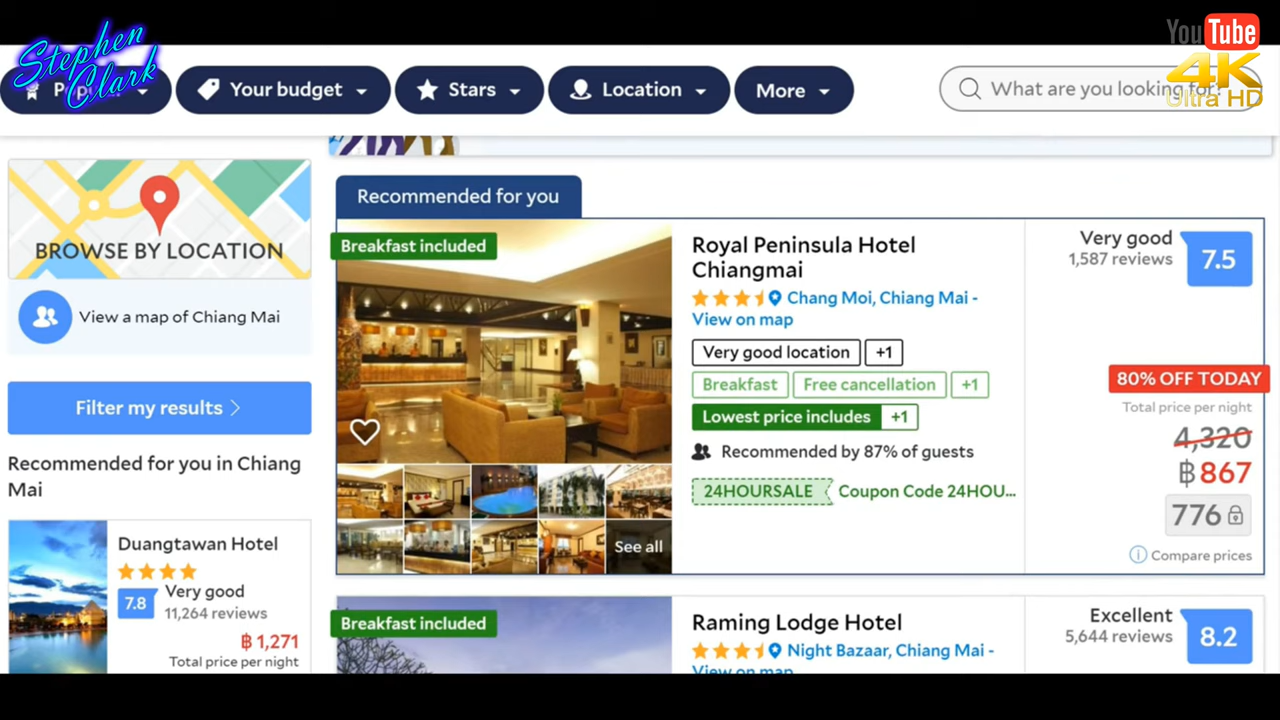 Stephen
Clark
YouTube
4K
Ultra HD
Your budget
Stars
Location
More
What are you looking for?
BROWSE BY LOCATION
View a map of Chiang Mai
Filter my results
Recommended for you in Chiang
Mai
Duangtawan Hotel
7.8
Very good
11,264 reviews
฿ 1,271
Total price per night
Recommended for you
Breakfast included
See all
Royal Peninsula Hotel
Chiangmai
Chang Moi, Chiang Mai -
View on map
Very good location
+1
Breakfast
Free cancellation
+1
Lowest price includes
+1
Recommended by 87% of guests
24HOURSALE
Coupon Code 24HOU...
Very good
1,587 reviews
7.5
80% OFF TODAY
Total price per night
4,320
฿ 867
776
Compare prices
Breakfast included
Raming Lodge Hotel
Night Bazaar, Chiang Mai -
View on map
Excellent
5,644 reviews
8.2